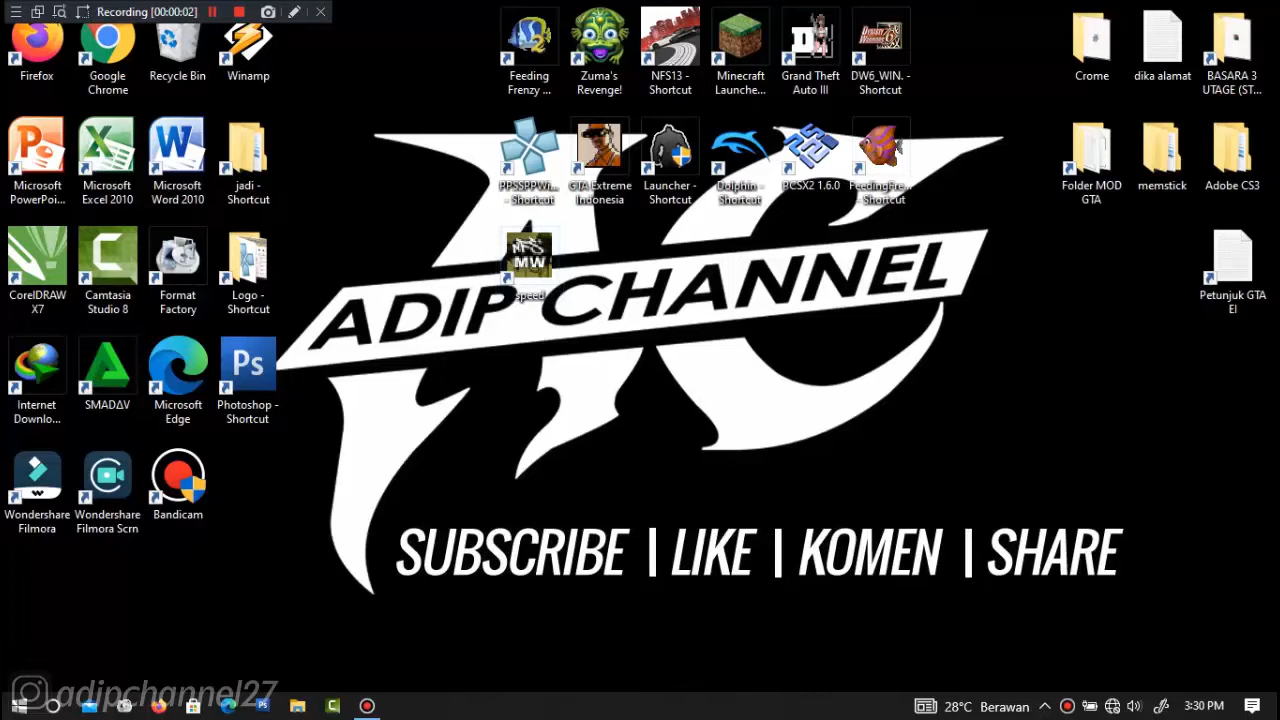 Recording [00:00:02]
Firefox
Google
Chrome
Recycle Bin
Winamp
Feeding
Frenzy ...
Zuma's
Revenge!
NFS13 -
Shortcut
Minecraft
Launche...
Grand Theft
Auto III
DW6_WIN. -
Shortcut
Crome
dika alamat
BASARA 3
UTAGE (ST...
Microsoft
PowerPoi...
Microsoft
Excel 2010
Microsoft
Word 2010
jadi -
Shortcut
PPSSPPWi...
- Shortcut
GTA Extreme
Indonesia
Launcher -
Shortcut
Dolphin -
Shortcut
PCSX2 1.6.0
FeedingFre...
- Shortcut
Folder MOD
GTA
memstick
Adobe CS3
CorelDRAW
X7
Camtasia
Studio 8
Format
Factory
Logo -
Shortcut
NFS
MW
speed
Petunjuk GTA
EI
ADIP CHANNEL
AC
Internet
Downlo...
SMADAV
Microsoft
Edge
Ps
Photoshop -
Shortcut
Wondershare
Filmora
Wondershare
Filmora Scrn
Bandicam
SUBSCRIBE | LIKE | KOMEN | SHARE
adipchannel27
28°C Berawan
3:30 PM